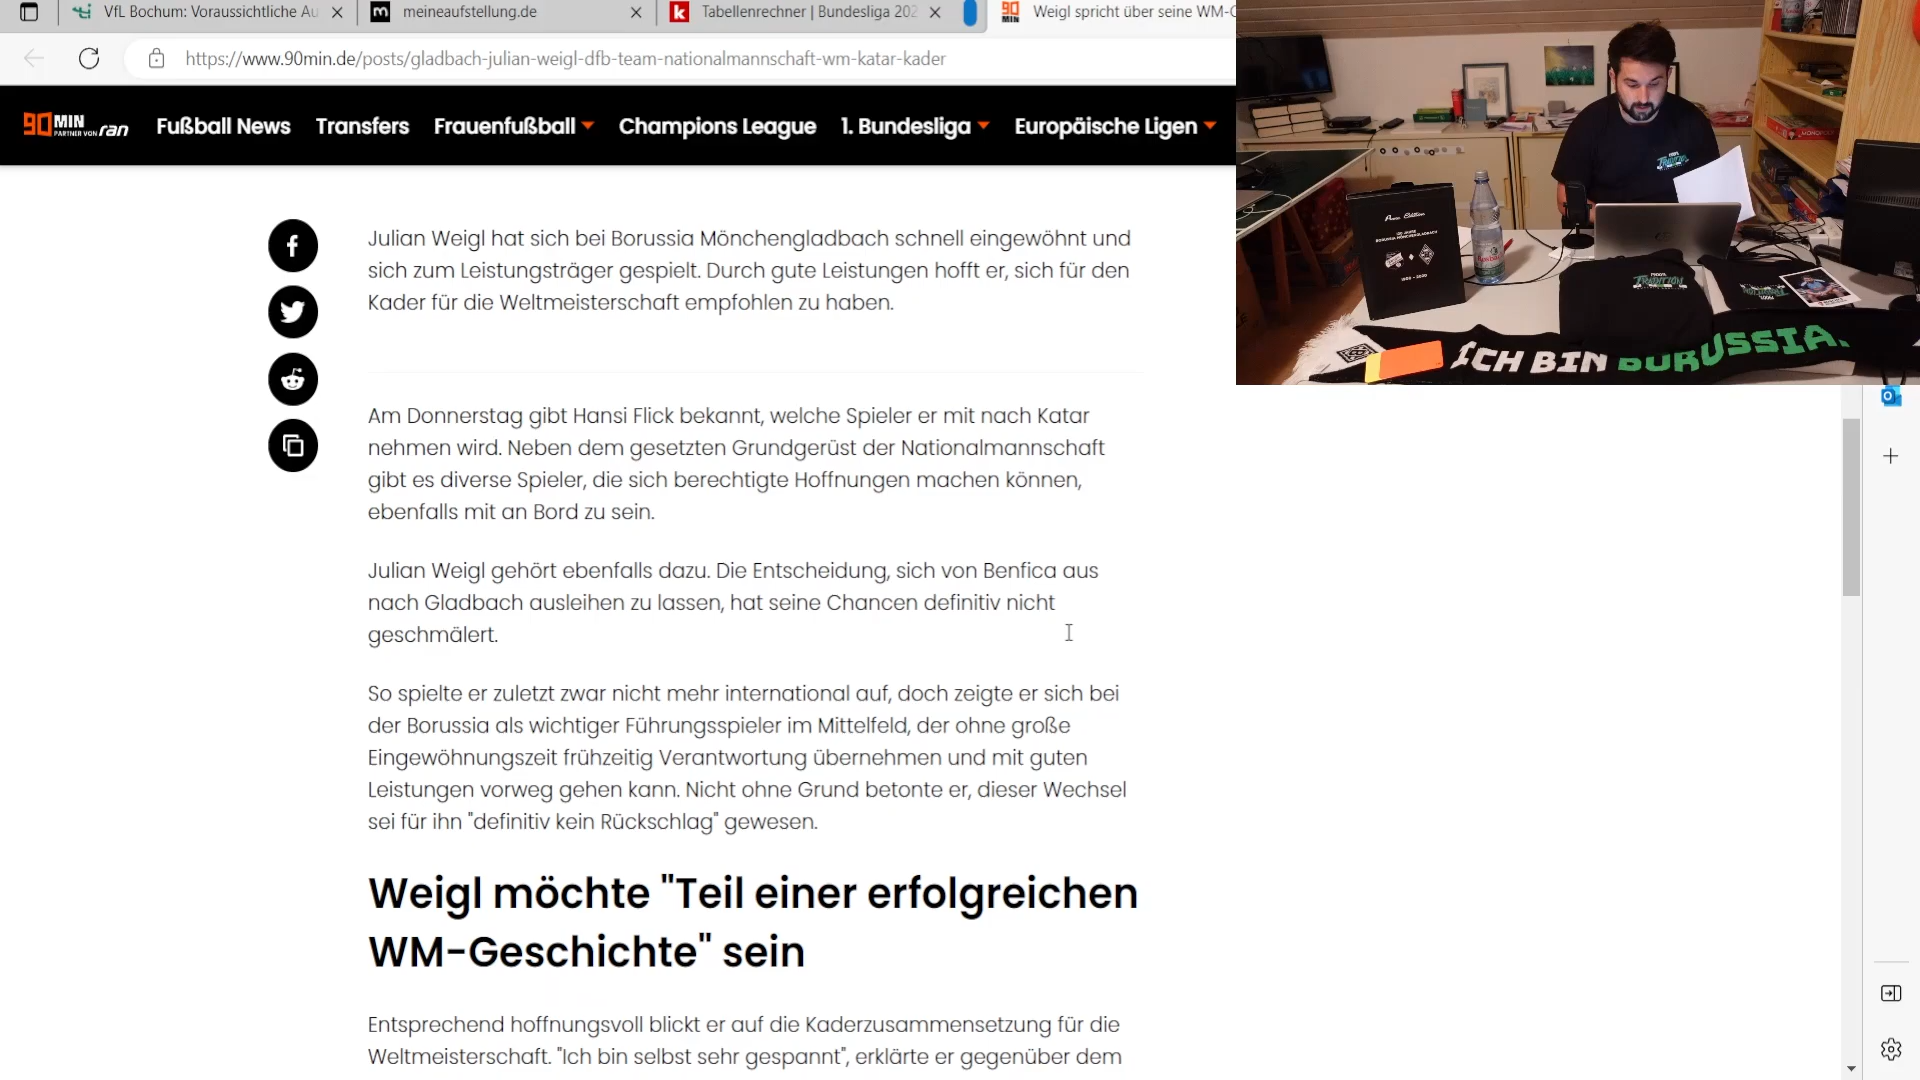 VfL Bochum: Voraussichtliche Au
meineaufstellung.de
Tabellenrechner | Bundesliga 202
Weigl spricht über seine WM-C
https://www.90min.de/posts/gladbach-julian-weigl-dfb-team-nationalmannschaft-wm-katar-kader
90MIN
PARTNER VON ran
Fußball News
Transfers
Frauenfußball
Champions League
1. Bundesliga
Europäische Ligen
Julian Weigl hat sich bei Borussia Mönchengladbach schnell eingewöhnt und
sich zum Leistungsträger gespielt. Durch gute Leistungen hofft er, sich für den
Kader für die Weltmeisterschaft empfohlen zu haben.
Am Donnerstag gibt Hansi Flick bekannt, welche Spieler er mit nach Katar
nehmen wird. Neben dem gesetzten Grundgerüst der Nationalmannschaft
gibt es diverse Spieler, die sich berechtigte Hoffnungen machen können,
ebenfalls mit an Bord zu sein.
Julian Weigl gehört ebenfalls dazu. Die Entscheidung, sich von Benfica aus
nach Gladbach ausleihen zu lassen, hat seine Chancen definitiv nicht
geschmälert.
So spielte er zuletzt zwar nicht mehr international auf, doch zeigte er sich bei
der Borussia als wichtiger Führungsspieler im Mittelfeld, der ohne große
Eingewöhnungszeit frühzeitig Verantwortung übernehmen und mit guten
Leistungen vorweg gehen kann. Nicht ohne Grund betonte er, dieser Wechsel
sei für ihn "definitiv kein Rückschlag" gewesen.
Weigl möchte "Teil einer erfolgreichen
WM-Geschichte" sein
Entsprechend hoffnungsvoll blickt er auf die Kaderzusammensetzung für die
Weltmeisterschaft. "Ich bin selbst sehr gespannt", erklärte er gegenüber dem
MONOPOLY
TRADITION
BORUSSIA MÖNCHENGLADBACH
1900 - 2020
TRADITION
TRADITION
ICH BIN BORUSSIA.